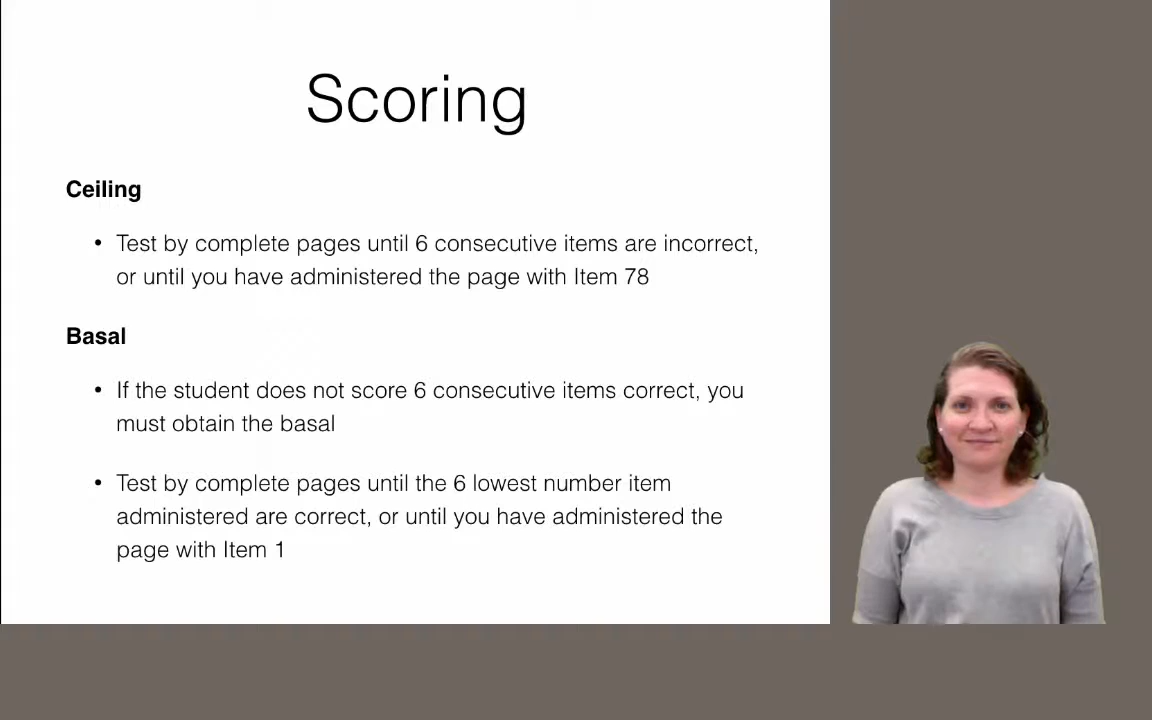 Scoring
Ceiling
• Test by complete pages until 6 consecutive items are incorrect,
or until you have administered the page with Item 78
Basal
• If the student does not score 6 consecutive items correct, you
must obtain the basal
• Test by complete pages until the 6 lowest number item
administered are correct, or until you have administered the
page with Item 1